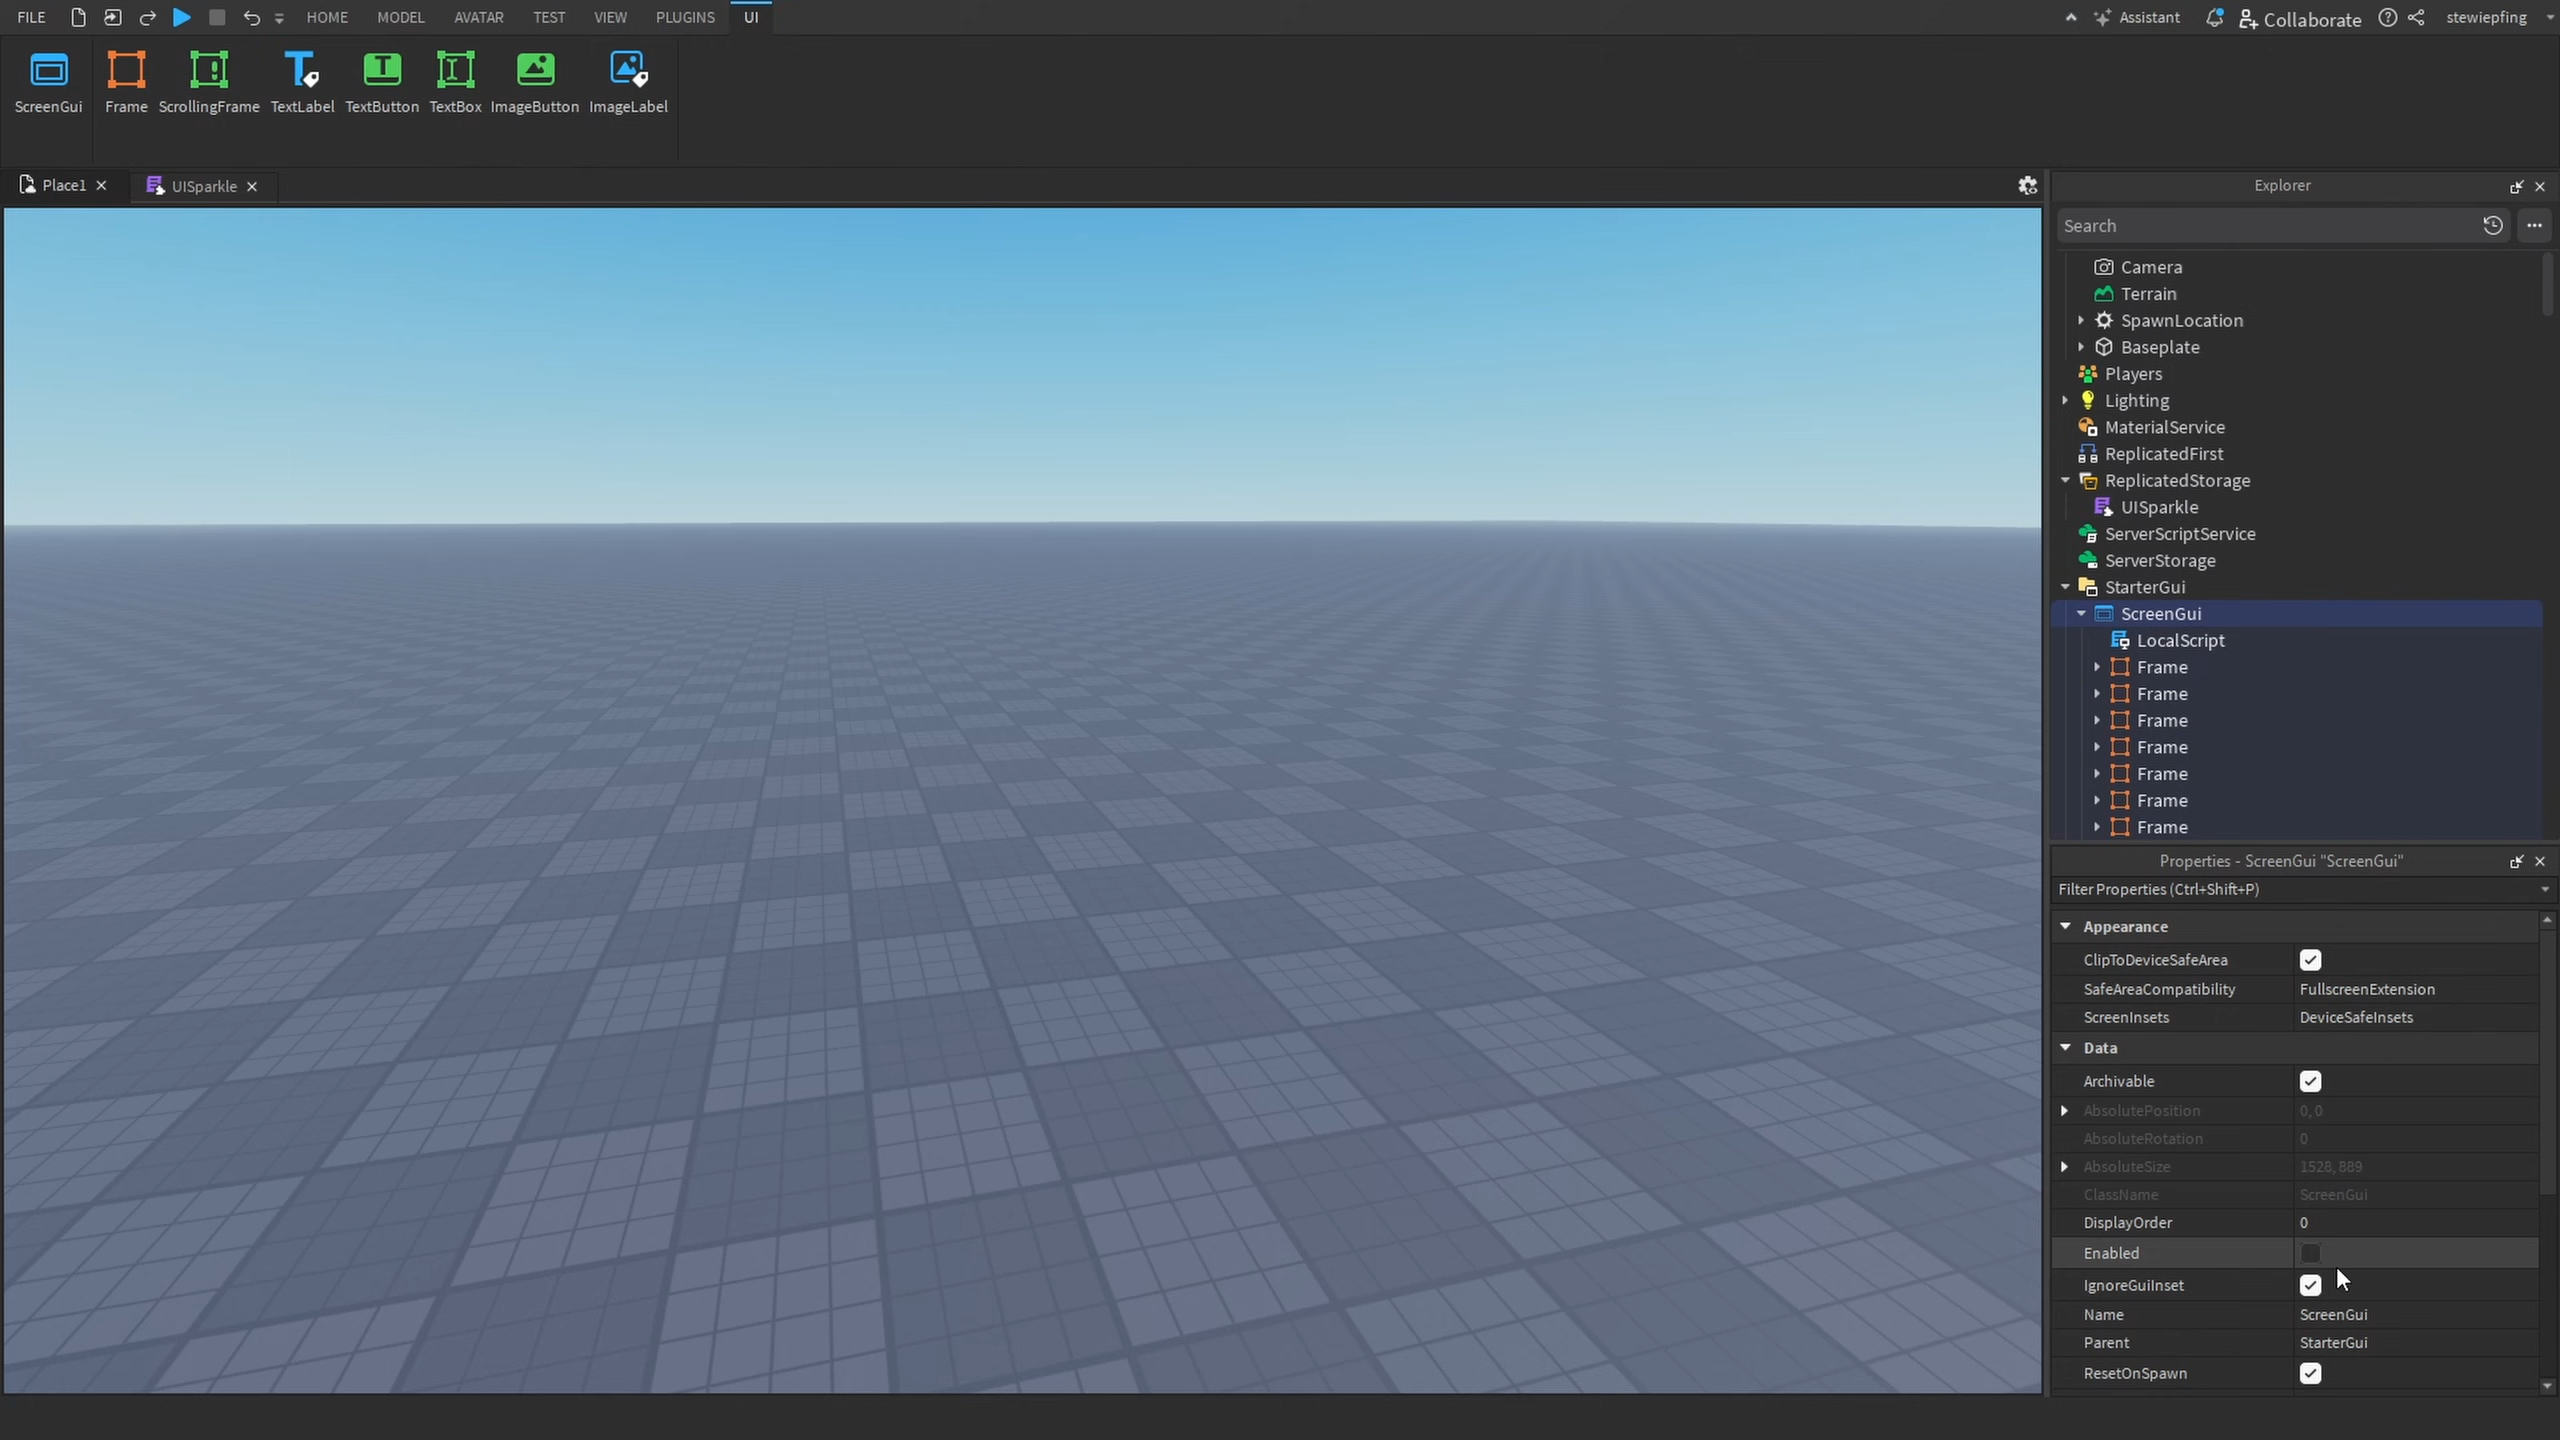 FILE HOME MODEL AVATAR TEST VIEW PLUGINS UI Assistant Collaborate stewiepfing
ScreenGui Frame ScrollingFrame TextLabel TextButton TextBox ImageButton ImageLabel
Place1 UISparkle
Explorer
Search
Camera
Terrain
SpawnLocation
Baseplate
Players
Lighting
MaterialService
ReplicatedFirst
ReplicatedStorage
UISparkle
ServerScriptService
ServerStorage
StarterGui
ScreenGui
LocalScript
Frame
Frame
Frame
Frame
Frame
Frame
Frame
Properties - ScreenGui "ScreenGui"
Filter Properties (Ctrl+Shift+P)
Appearance
ClipToDeviceSafeArea
SafeAreaCompatibility FullscreenExtension
ScreenInsets DeviceSafeInsets
Data
Archivable
AbsolutePosition 0, 0
AbsoluteRotation 0
AbsoluteSize 1528, 889
ClassName ScreenGui
DisplayOrder 0
Enabled
IgnoreGuiInset
Name ScreenGui
Parent StarterGui
ResetOnSpawn